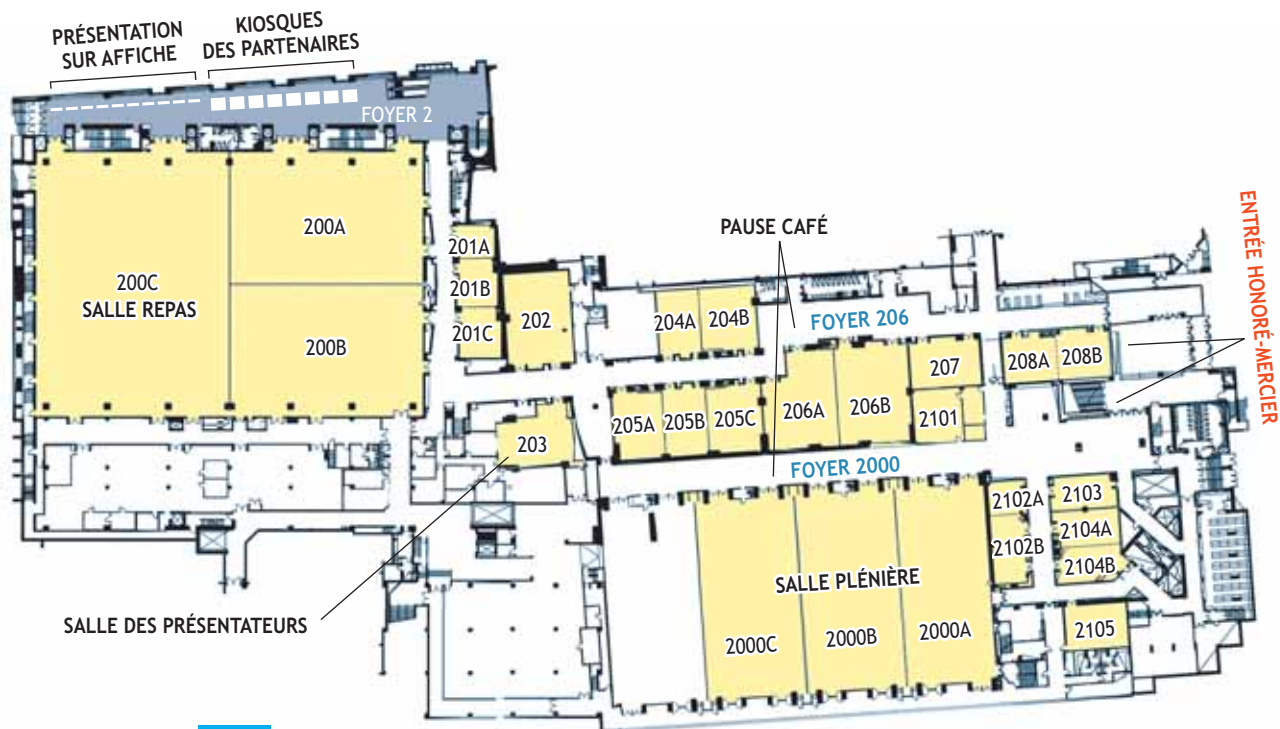 PRÉSENTATION
SUR AFFICHE
KIOSQUES
DES PARTENAIRES
FOYER 2
200A
200C
SALLE REPAS
200B
201A
201B
201C
202
203
PAUSE CAFÉ
204A
204B
FOYER 206
205A
205B
205C
206A
206B
207
2101
208A
208B
ENTRÉE HONORÉ-MERCIER
FOYER 2000
2102A
2102B
2103
2104A
2104B
2105
SALLE PLÉNIÈRE
2000C
2000B
2000A
SALLE DES PRÉSENTATEURS